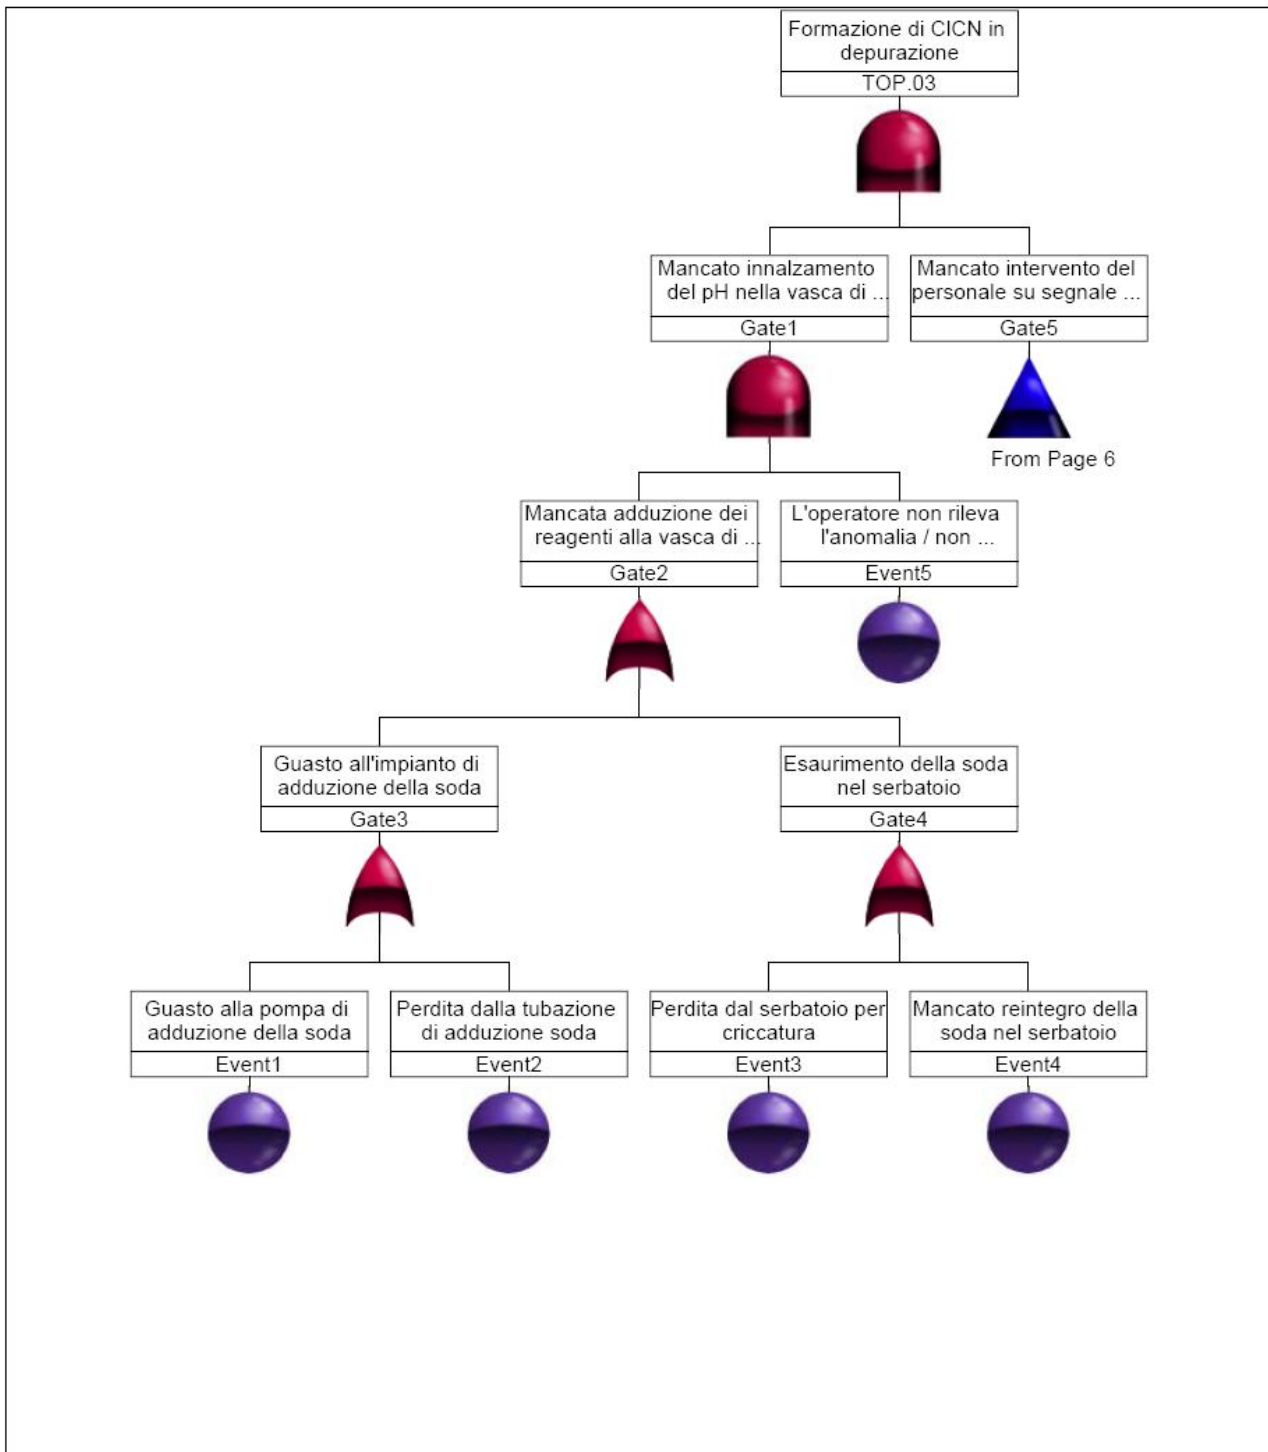 Formazione di ClCN in
depurazione
TOP.03
Mancato innalzamento
del pH nella vasca di ...
Gate1
Mancato intervento del
personale su segnale ...
Gate5
From Page 6
Mancata adduzione dei
reagenti alla vasca di ...
Gate2
L'operatore non rileva
l'anomalia / non ...
Event5
Guasto all'impianto di
adduzione della soda
Gate3
Esaurimento della soda
nel serbatoio
Gate4
Guasto alla pompa di
adduzione della soda
Event1
Perdita dalla tubazione
di adduzione soda
Event2
Perdita dal serbatoio per
criccatura
Event3
Mancato reintegro della
soda nel serbatoio
Event4